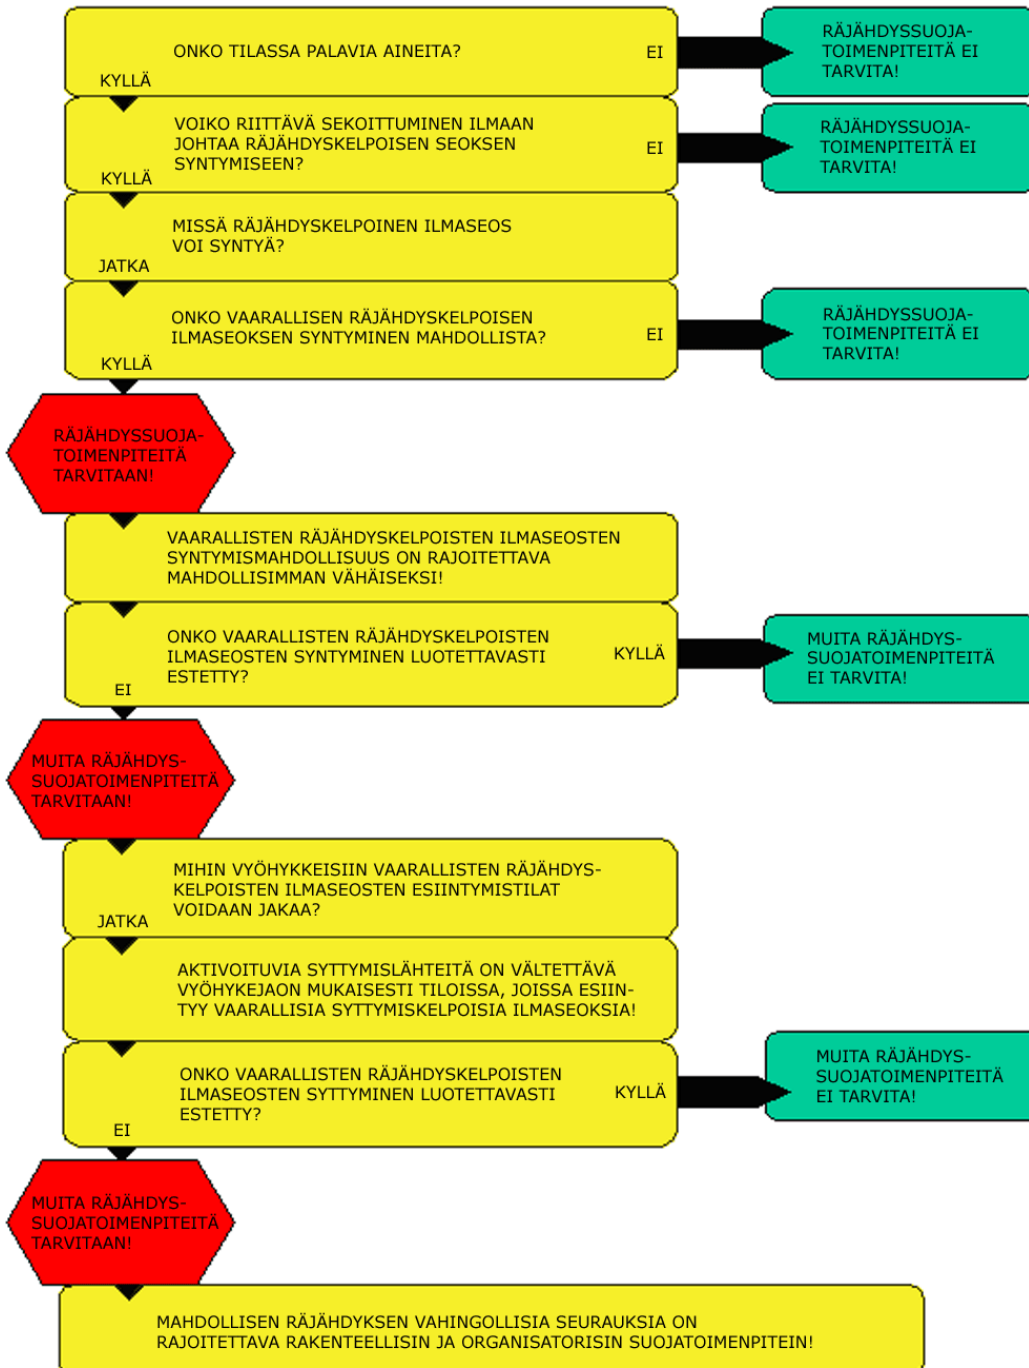 ONKO TILASSA PALAVIA AINEITA?
EI
KYLLÄ
RÄJÄHDYSSUOJA-
TOIMENPITEITÄ EI
TARVITA!
VOIKO RIITTÄVÄ SEKOITTUMINEN ILMAAN
JOHTAA RÄJÄHDYSKELPOISEN SEOKSEN
SYNTYMISEEN?
EI
KYLLÄ
RÄJÄHDYSSUOJA-
TOIMENPITEITÄ EI
TARVITA!
MISSÄ RÄJÄHDYSKELPOINEN ILMASEOS
VOI SYNTYÄ?
JATKA
ONKO VAARALLISEN RÄJÄHDYSKELPOISEN
ILMASEOKSEN SYNTYMINEN MAHDOLLISTA?
EI
KYLLÄ
RÄJÄHDYSSUOJA-
TOIMENPITEITÄ EI
TARVITA!
RÄJÄHDYSSUOJA-
TOIMENPITEITÄ
TARVITAAN!
VAARALLISTEN RÄJÄHDYSKELPOISTEN ILMASEOSTEN
SYNTYMISMAHDOLLISUUS ON RAJOITETTAVA
MAHDOLLISIMMAN VÄHÄISEKSI!
ONKO VAARALLISTEN RÄJÄHDYSKELPOISTEN
ILMASEOSTEN SYNTYMINEN LUOTETTAVASTI
ESTETTY?
KYLLÄ
EI
MUITA RÄJÄHDYS-
SUOJATOIMENPITEITÄ
EI TARVITA!
MUITA RÄJÄHDYS-
SUOJATOIMENPITEITÄ
TARVITAAN!
MIHIN VYÖHYKKEISIIN VAARALLISTEN RÄJÄHDYS-
KELPOISTEN ILMASEOSTEN ESIINTYMISTILAT
VOIDAAN JAKAA?
JATKA
AKTIVOITUVIA SYTTYMISLÄHTEITÄ ON VÄLTETTÄVÄ
VYÖHYKEJAON MUKAISESTI TILOISSA, JOISSA ESIIN-
TYY VAARALLISIA SYTTYMISKELPOISIA ILMASEOKSIA!
ONKO VAARALLISTEN RÄJÄHDYSKELPOISTEN
ILMASEOSTEN SYTTYMINEN LUOTETTAVASTI
ESTETTY?
KYLLÄ
EI
MUITA RÄJÄHDYS-
SUOJATOIMENPITEITÄ
EI TARVITA!
MUITA RÄJÄHDYS-
SUOJATOIMENPITEITÄ
TARVITAAN!
MAHDOLLISEN RÄJÄHDYKSEN VAHINGOLLISIA SEURAUKSIA ON
RAJOITETTAVA RAKENTEELLISIN JA ORGANISATORISIN SUOJATOIMENPITEIN!